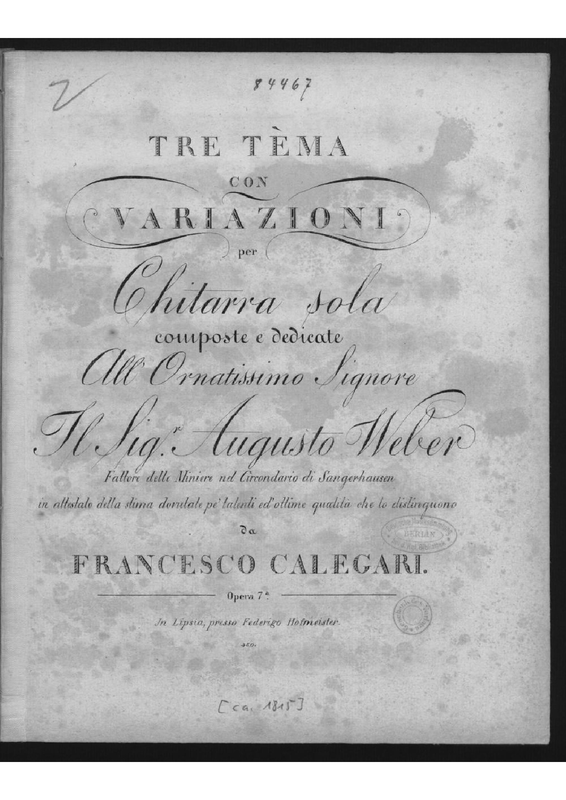 84467
TRE TÈMA
CON
VARIAZIONI
per
Chitarra sola
composte e dedicate
All' Ornatissimo Signore
Il Sig.r Augusto Weber
Fattore delle Miniere nel Circondario di Sangerhausen
in attestato della stima dovutale pe' talenti ed'ottime qualità che lo distinguono
da
FRANCESCO CALEGARI.
Opera 7a.
In Lipsia, presso Federigo Hofmeister.
[ca. 1815]